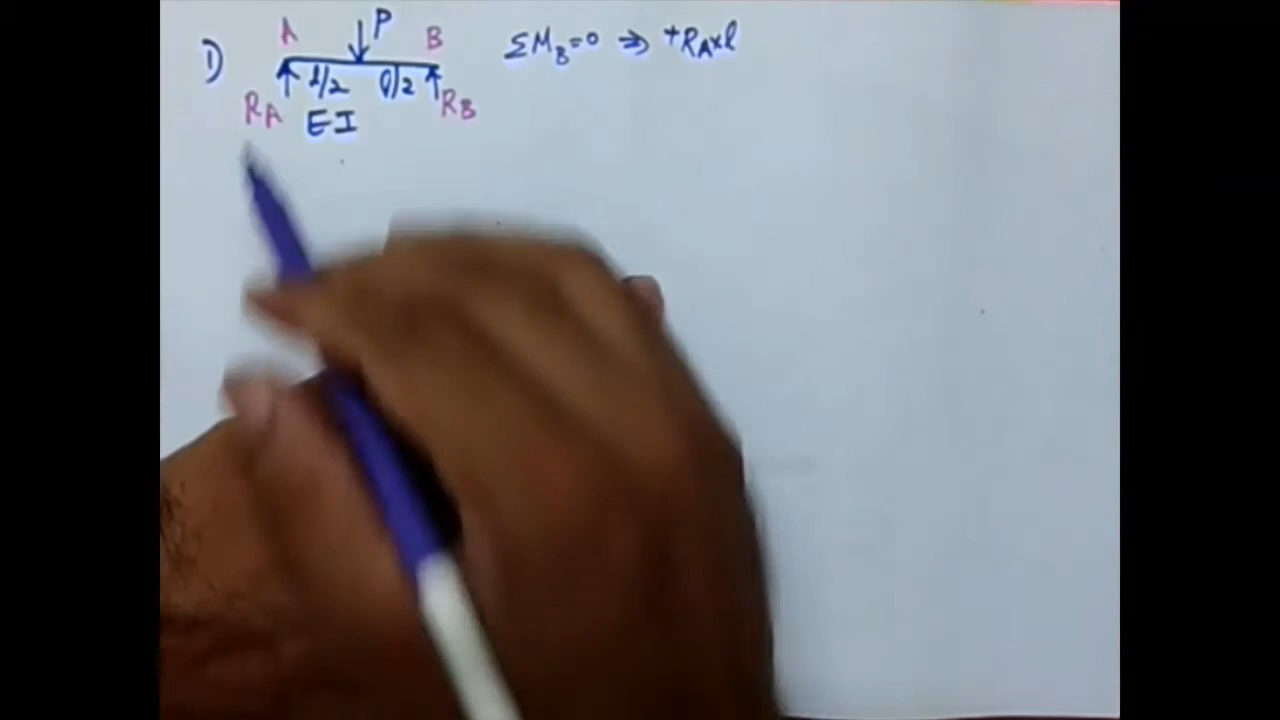 1) A P B ΣM_B=0 ⇒ +R_A×l
l/2 l/2
R_A EI R_B